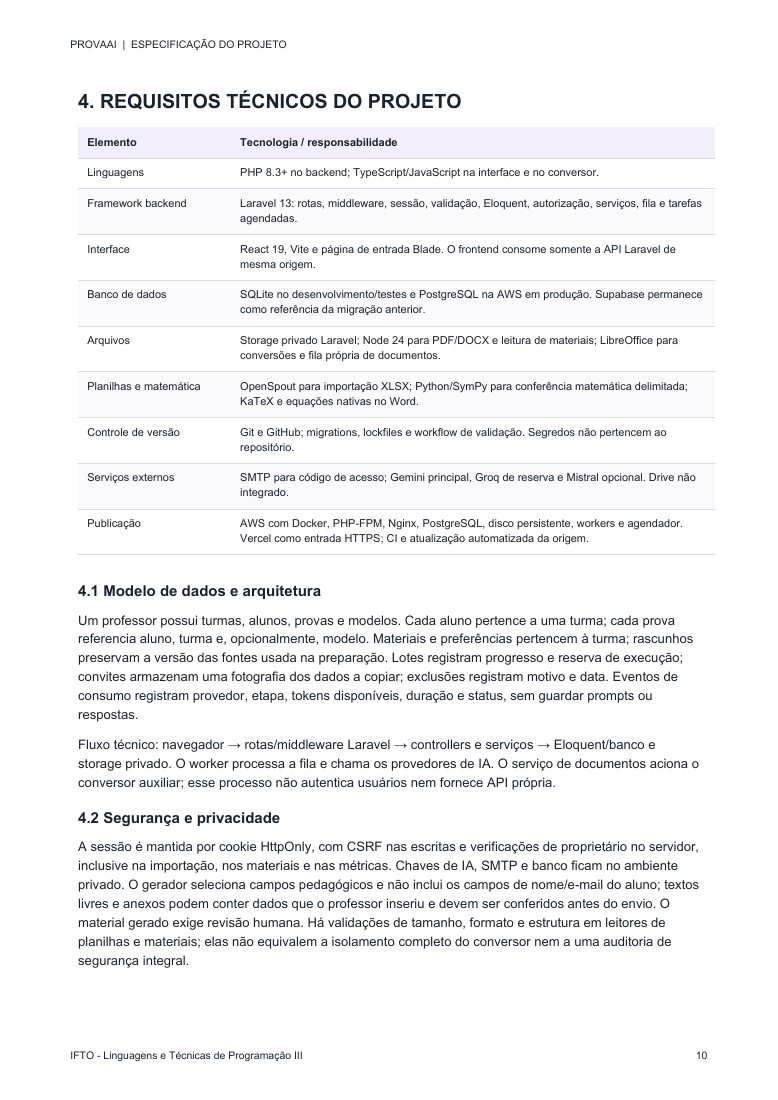 PROVAAI | ESPECIFICAÇÃO DO PROJETO
4. REQUISITOS TÉCNICOS DO PROJETO
Elemento Tecnologia / responsabilidade
Linguagens PHP 8.3+ no backend; TypeScript/JavaScript na interface e no conversor.
Framework backend Laravel 13: rotas, middleware, sessão, validação, Eloquent, autorização, serviços, fila e tarefas
agendadas.
Interface React 19, Vite e página de entrada Blade. O frontend consome somente a API Laravel de
mesma origem.
Banco de dados SQLite no desenvolvimento/testes e PostgreSQL na AWS em produção. Supabase permanece
como referência da migração anterior.
Arquivos Storage privado Laravel; Node 24 para PDF/DOCX e leitura de materiais; LibreOffice para
conversões e fila própria de documentos.
Planilhas e matemática OpenSpout para importação XLSX; Python/SymPy para conferência matemática delimitada;
KaTeX e equações nativas no Word.
Controle de versão Git e GitHub; migrations, lockfiles e workflow de validação. Segredos não pertencem ao
repositório.
Serviços externos SMTP para código de acesso; Gemini principal, Groq de reserva e Mistral opcional. Drive não
integrado.
Publicação AWS com Docker, PHP-FPM, Nginx, PostgreSQL, disco persistente, workers e agendador.
Vercel como entrada HTTPS; CI e atualização automatizada da origem.
4.1 Modelo de dados e arquitetura
Um professor possui turmas, alunos, provas e modelos. Cada aluno pertence a uma turma; cada prova
referencia aluno, turma e, opcionalmente, modelo. Materiais e preferências pertencem à turma; rascunhos
preservam a versão das fontes usada na preparação. Lotes registram progresso e reserva de execução;
convites armazenam uma fotografia dos dados a copiar; exclusões registram motivo e data. Eventos de
consumo registram provedor, etapa, tokens disponíveis, duração e status, sem guardar prompts ou
respostas.
Fluxo técnico: navegador → rotas/middleware Laravel → controllers e serviços → Eloquent/banco e
storage privado. O worker processa a fila e chama os provedores de IA. O serviço de documentos aciona o
conversor auxiliar; esse processo não autentica usuários nem fornece API própria.
4.2 Segurança e privacidade
A sessão é mantida por cookie HttpOnly, com CSRF nas escritas e verificações de proprietário no servidor,
inclusive na importação, nos materiais e nas métricas. Chaves de IA, SMTP e banco ficam no ambiente
privado. O gerador seleciona campos pedagógicos e não inclui os campos de nome/e-mail do aluno; textos
livres e anexos podem conter dados que o professor inseriu e devem ser conferidos antes do envio. O
material gerado exige revisão humana. Há validações de tamanho, formato e estrutura em leitores de
planilhas e materiais; elas não equivalem a isolamento completo do conversor nem a uma auditoria de
segurança integral.
IFTO - Linguagens e Técnicas de Programação III 10